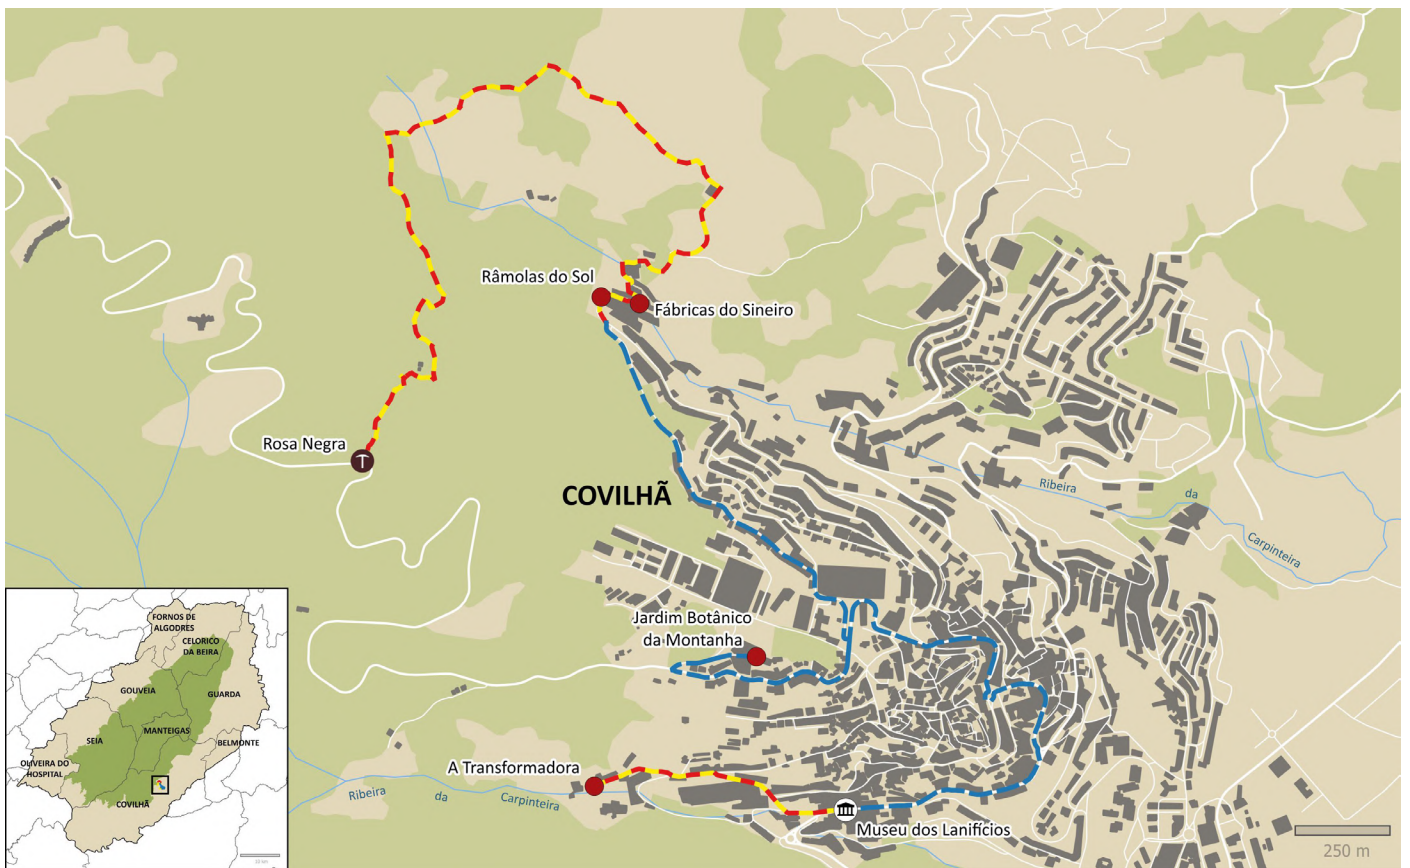 Râmolas do Sol
Fábricas do Sineiro
Rosa Negra
COVILHÃ
Ribeira
da
Carpinteira
Jardim Botânico
da Montanha
A Transformadora
Ribeira
da
Carpinteira
Museu dos Lanifícios
250 m
FORNOS DE
ALGODRES
CELORICO
DA BEIRA
GOUVEIA
GUARDA
SEIA
MANTEIGAS
BELMONTE
OLIVEIRA DO
HOSPITAL
COVILHÃ